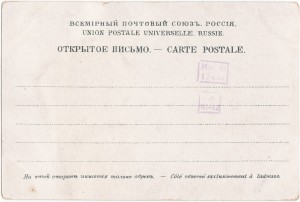 ВСЕМІРНЫЙ ПОЧТОВЫЙ СОЮЗЪ. РОССІЯ.
UNION POSTALE UNIVERSELLE. RUSSIE.
ОТКРЫТОЕ ПИСЬМО. — CARTE POSTALE.
На этой сторонѣ пишется только адресъ. — Côté réservé exclusivement à l'adresse